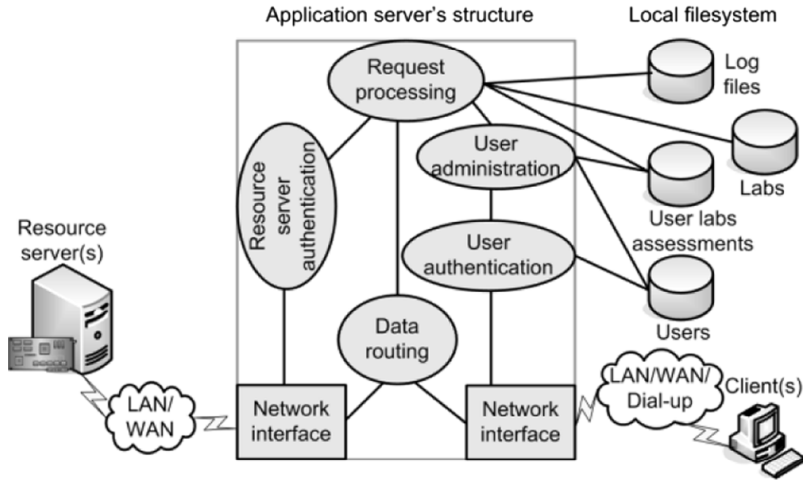 Application server's structure
Local filesystem
Request
processing
Log
files
Resource
server
authentication
User
administration
Labs
User labs
assessments
Resource
server(s)
User
authentication
Users
Data
routing
LAN/
WAN
Network
interface
Network
interface
LAN/WAN/
Dial-up
Client(s)